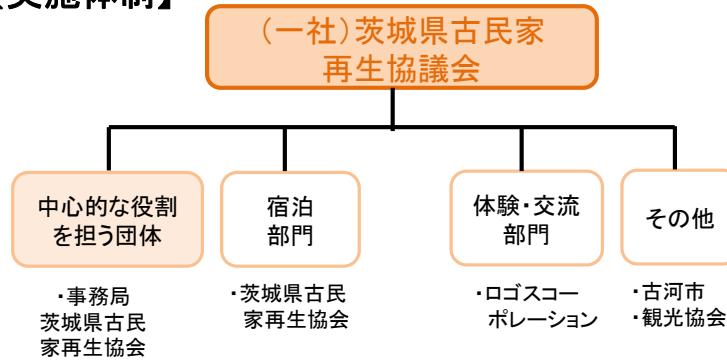 【実施体制】
(一社)茨城県古民家
再生協議会
中心的な役割
を担う団体
宿泊
部門
体験・交流
部門
その他
・事務局
茨城県古民
家再生協会
・茨城県古民
家再生協会
・ロゴスコー
ポレーション
・古河市
・観光協会